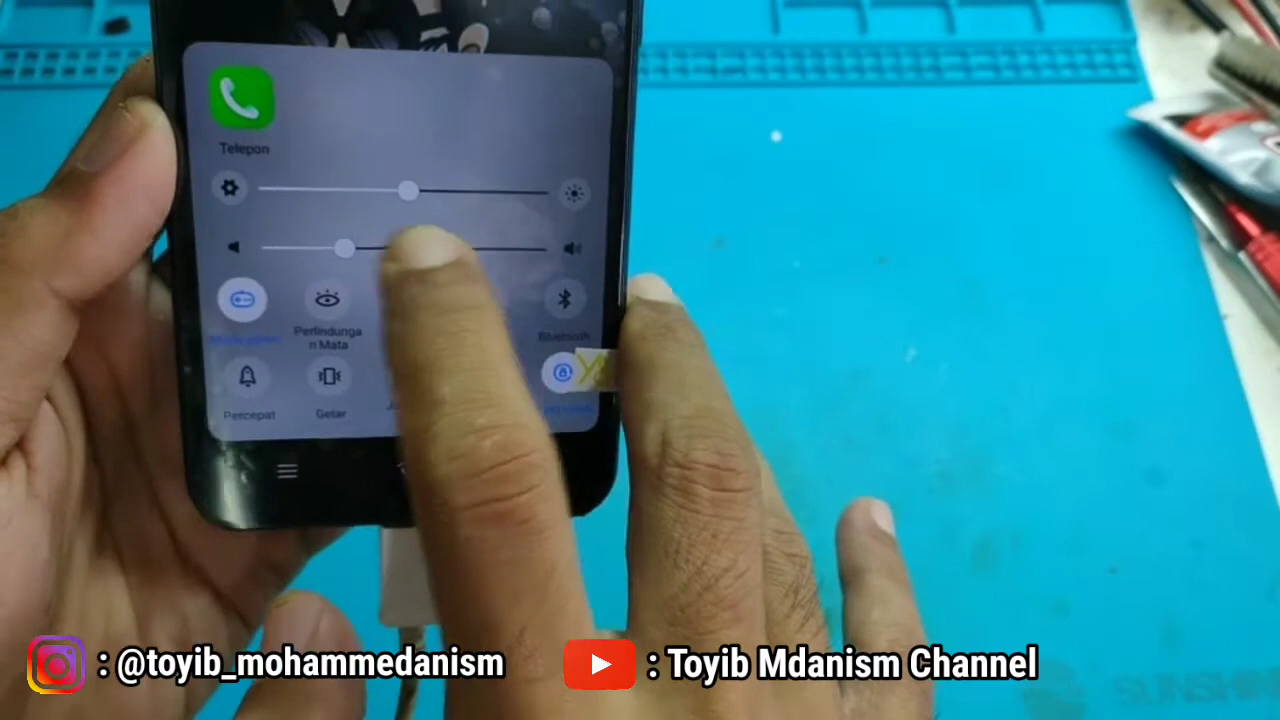 Telepon
Perlindunga
n Mata
Bluetooth
Percepat
Getar
: @toyib_mohammedanism
: Toyib Mdanism Channel